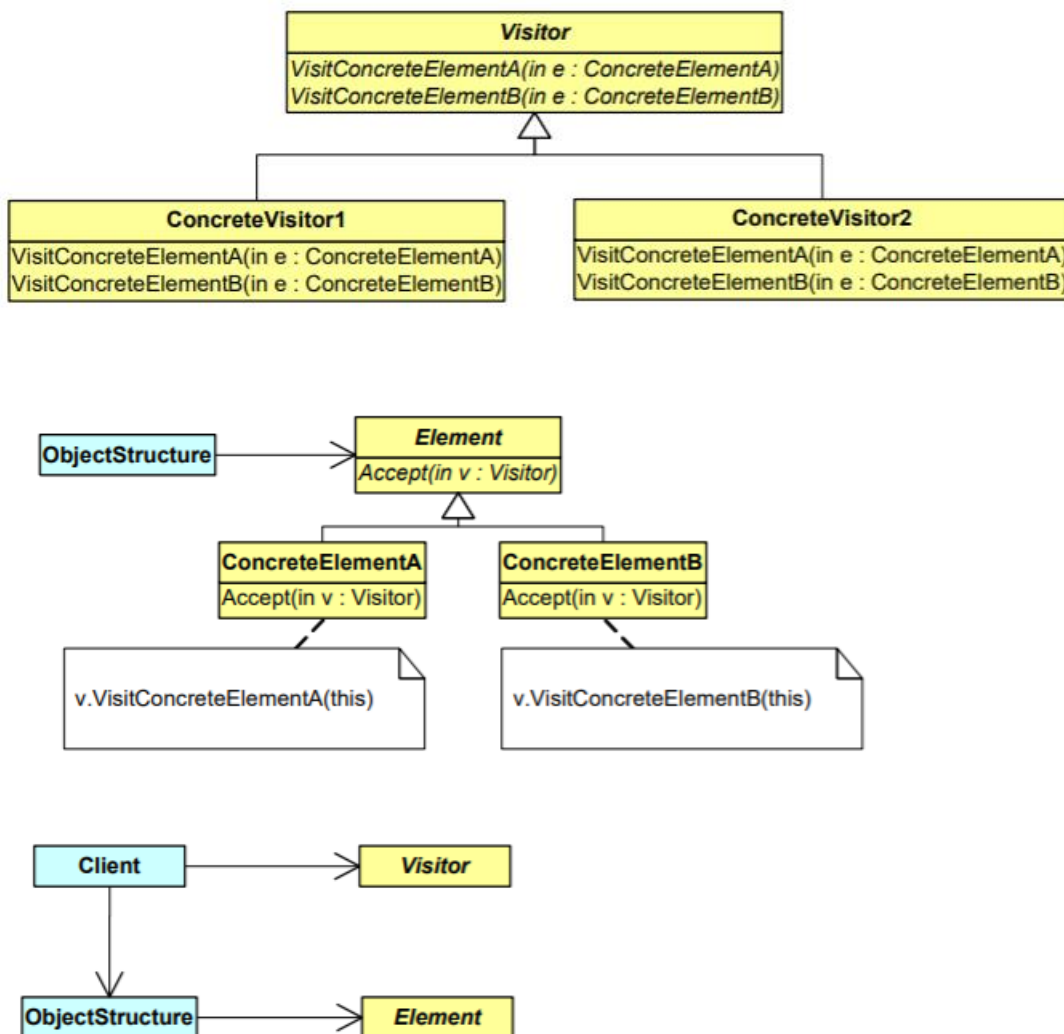 Visitor
VisitConcreteElementA(in e : ConcreteElementA)
VisitConcreteElementB(in e : ConcreteElementB)
ConcreteVisitor1
VisitConcreteElementA(in e : ConcreteElementA)
VisitConcreteElementB(in e : ConcreteElementB)
ConcreteVisitor2
VisitConcreteElementA(in e : ConcreteElementA)
VisitConcreteElementB(in e : ConcreteElementB)
ObjectStructure
Element
Accept(in v : Visitor)
ConcreteElementA
Accept(in v : Visitor)
ConcreteElementB
Accept(in v : Visitor)
v.VisitConcreteElementA(this)
v.VisitConcreteElementB(this)
Client
Visitor
ObjectStructure
Element